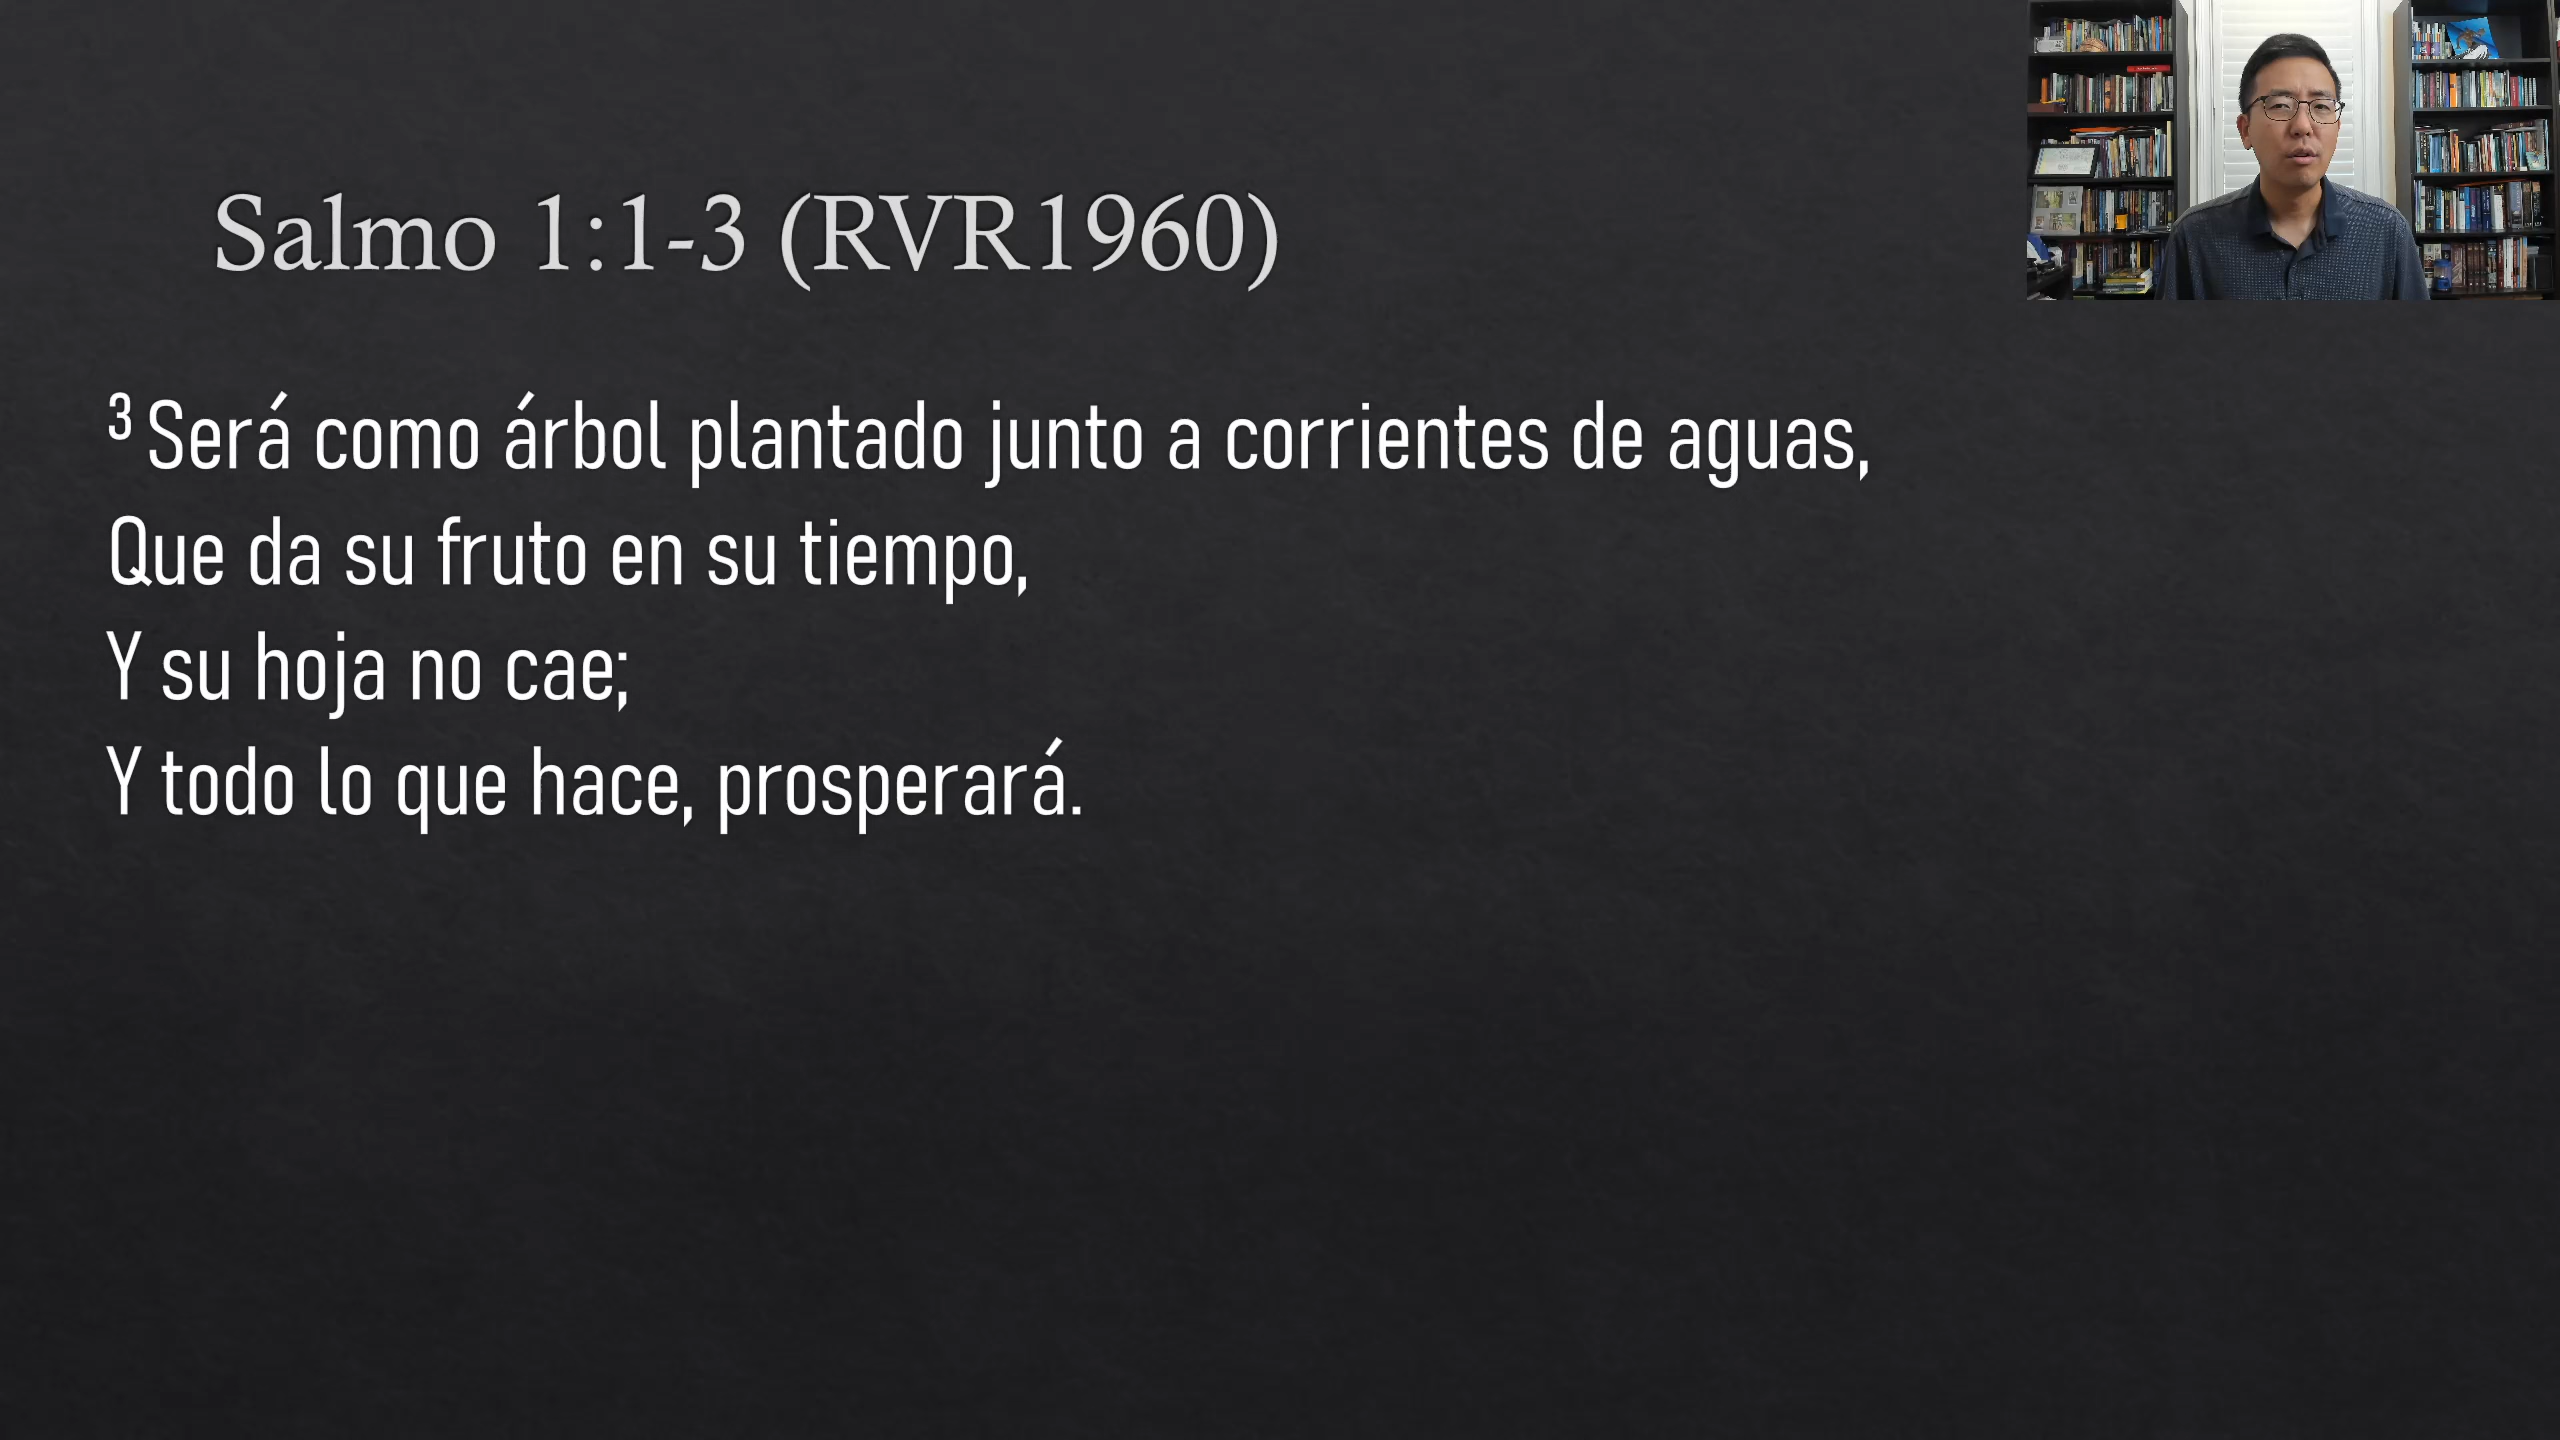 Salmo 1:1-3 (RVR1960)
³ Será como árbol plantado junto a corrientes de aguas,
Que da su fruto en su tiempo,
Y su hoja no cae;
Y todo lo que hace, prosperará.